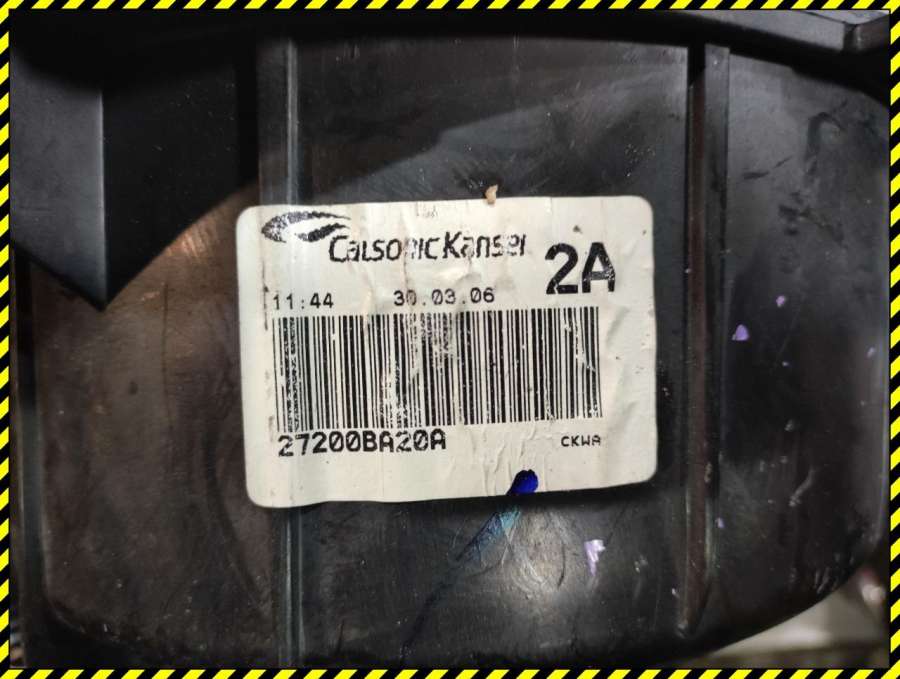 CalsonicKansei
2A
11:44 30.03.06
27200BA20A CKWA